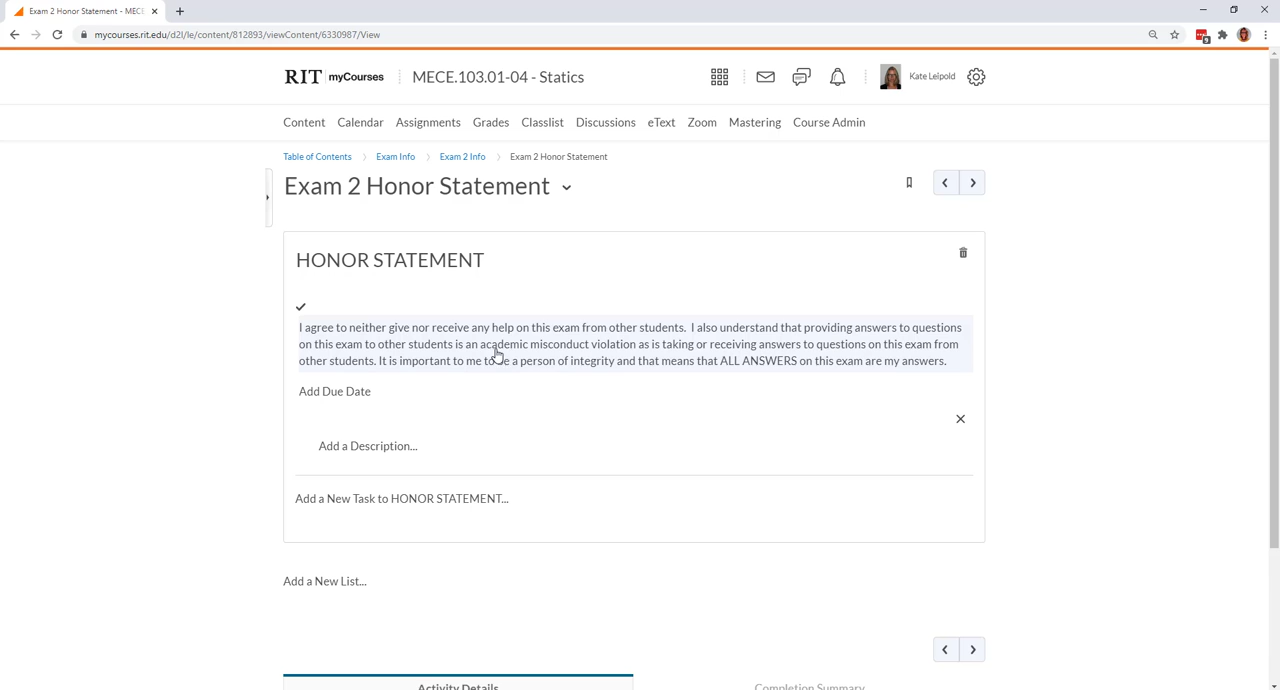 Exam 2 Honor Statement - MECE
mycourses.rit.edu/d2l/le/content/812893/viewContent/6330987/View
9
RIT myCourses
MECE.103.01-04 - Statics
Kate Leipold
Content Calendar Assignments Grades Classlist Discussions eText Zoom Mastering Course Admin
Table of Contents Exam Info Exam 2 Info Exam 2 Honor Statement
Exam 2 Honor Statement
HONOR STATEMENT
I agree to neither give nor receive any help on this exam from other students. I also understand that providing answers to questions
on this exam to other students is an academic misconduct violation as is taking or receiving answers to questions on this exam from
other students. It is important to me to be a person of integrity and that means that ALL ANSWERS on this exam are my answers.
Add Due Date
Add a Description...
Add a New Task to HONOR STATEMENT...
Add a New List...
Activity Details
Completion Summary